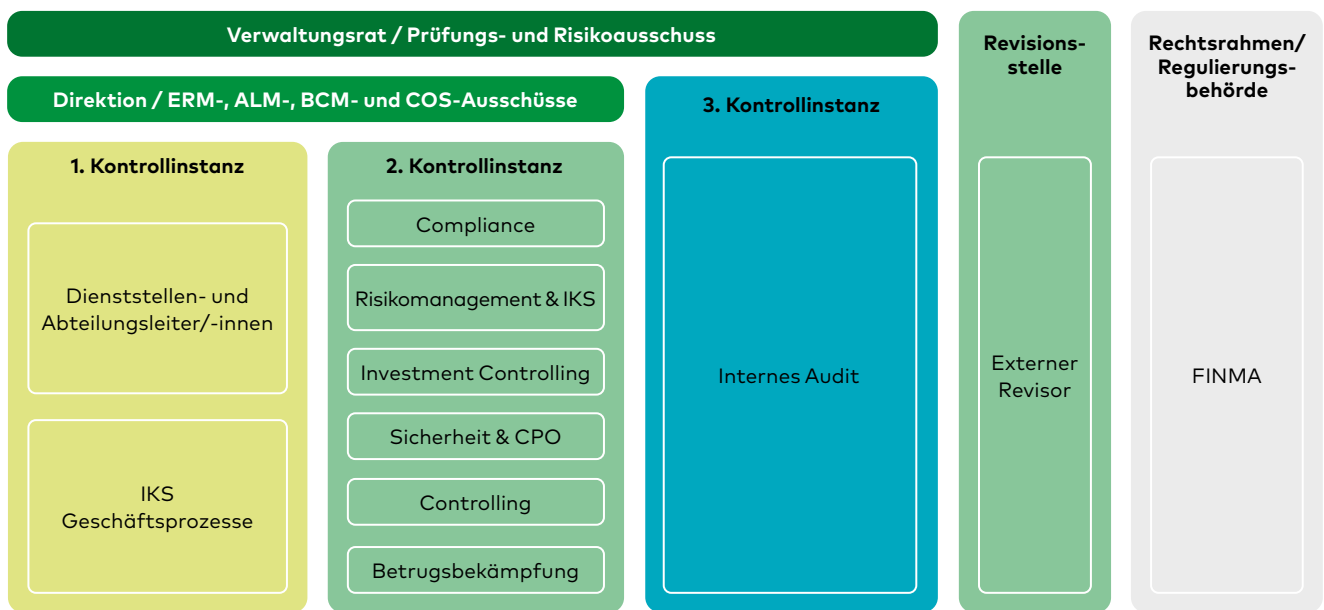 Verwaltungsrat / Prüfungs- und Risikoausschuss
Direktion / ERM-, ALM-, BCM- und COS-Ausschüsse
1. Kontrollinstanz
Dienststellen- und
Abteilungsleiter/-innen
IKS
Geschäftsprozesse
2. Kontrollinstanz
Compliance
Risikomanagement & IKS
Investment Controlling
Sicherheit & CPO
Controlling
Betrugsbekämpfung
3. Kontrollinstanz
Internes Audit
Revisions-
stelle
Externer
Revisor
Rechtsrahmen/
Regulierungs-
behörde
FINMA